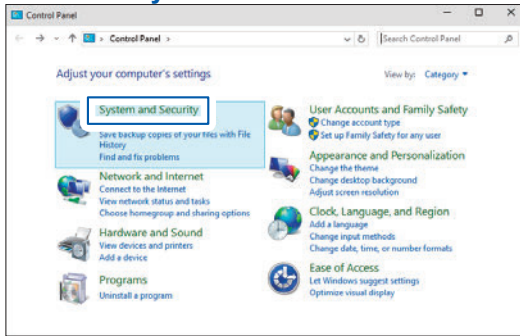 Control Panel
Control Panel
Search Control Panel
Adjust your computer's settings
View by: Category
System and Security
Save backup copies of your files with File
History
Find and fix problems
Network and Internet
Connect to the Internet
View network status and tasks
Choose homegroup and sharing options
Hardware and Sound
View devices and printers
Add a device
Programs
Uninstall a program
User Accounts and Family Safety
Change account type
Set up Family Safety for any user
Appearance and Personalization
Change the theme
Change desktop background
Adjust screen resolution
Clock, Language, and Region
Add a language
Change input methods
Change date, time, or number formats
Ease of Access
Let Windows suggest settings
Optimize visual display